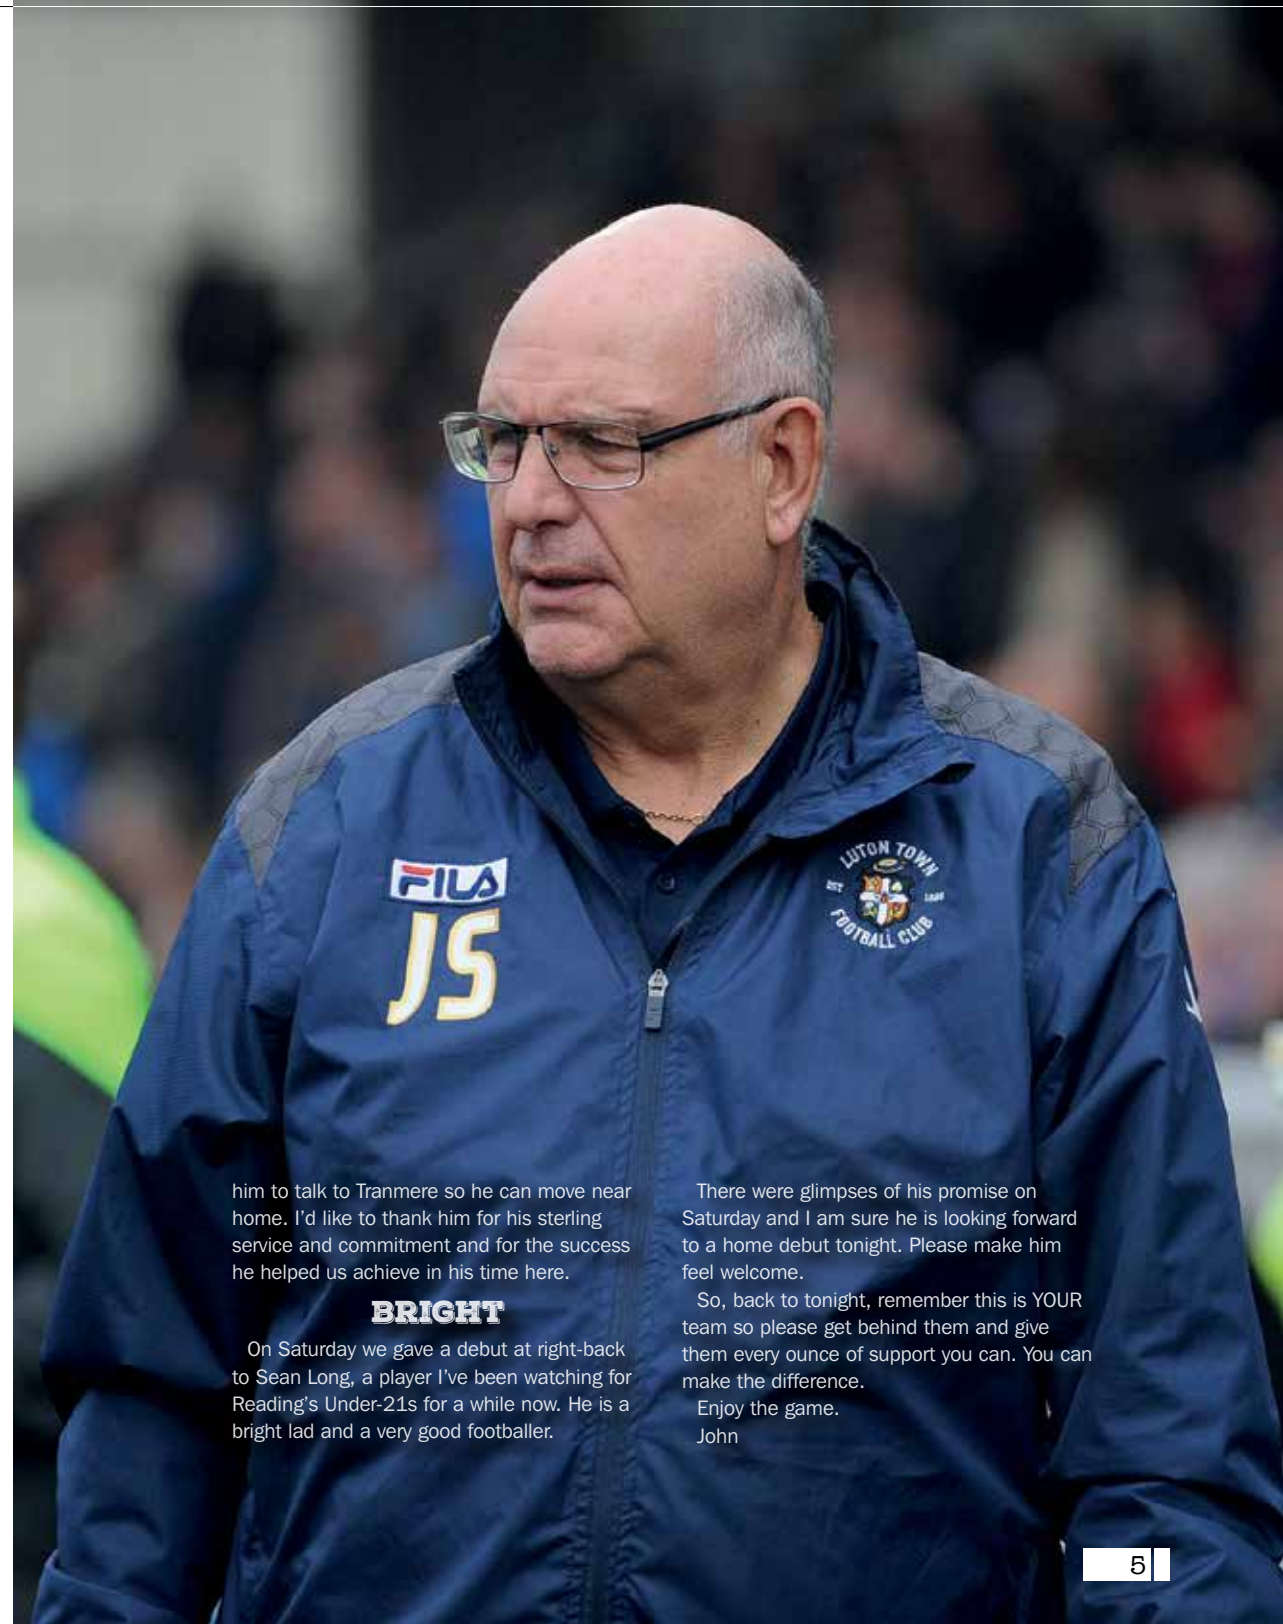 FILA
JS
LUTON TOWN
EST
FOOTBALL CLUB
him to talk to Tranmere so he can move near
home. I'd like to thank him for his sterling
service and commitment and for the success
he helped us achieve in his time here.
BRIGHT
On Saturday we gave a debut at right-back
to Sean Long, a player I've been watching for
Reading's Under-21s for a while now. He is a
bright lad and a very good footballer.
There were glimpses of his promise on
Saturday and I am sure he is looking forward
to a home debut tonight. Please make him
feel welcome.
So, back to tonight, remember this is YOUR
team so please get behind them and give
them every ounce of support you can. You can
make the difference.
Enjoy the game.
John
5